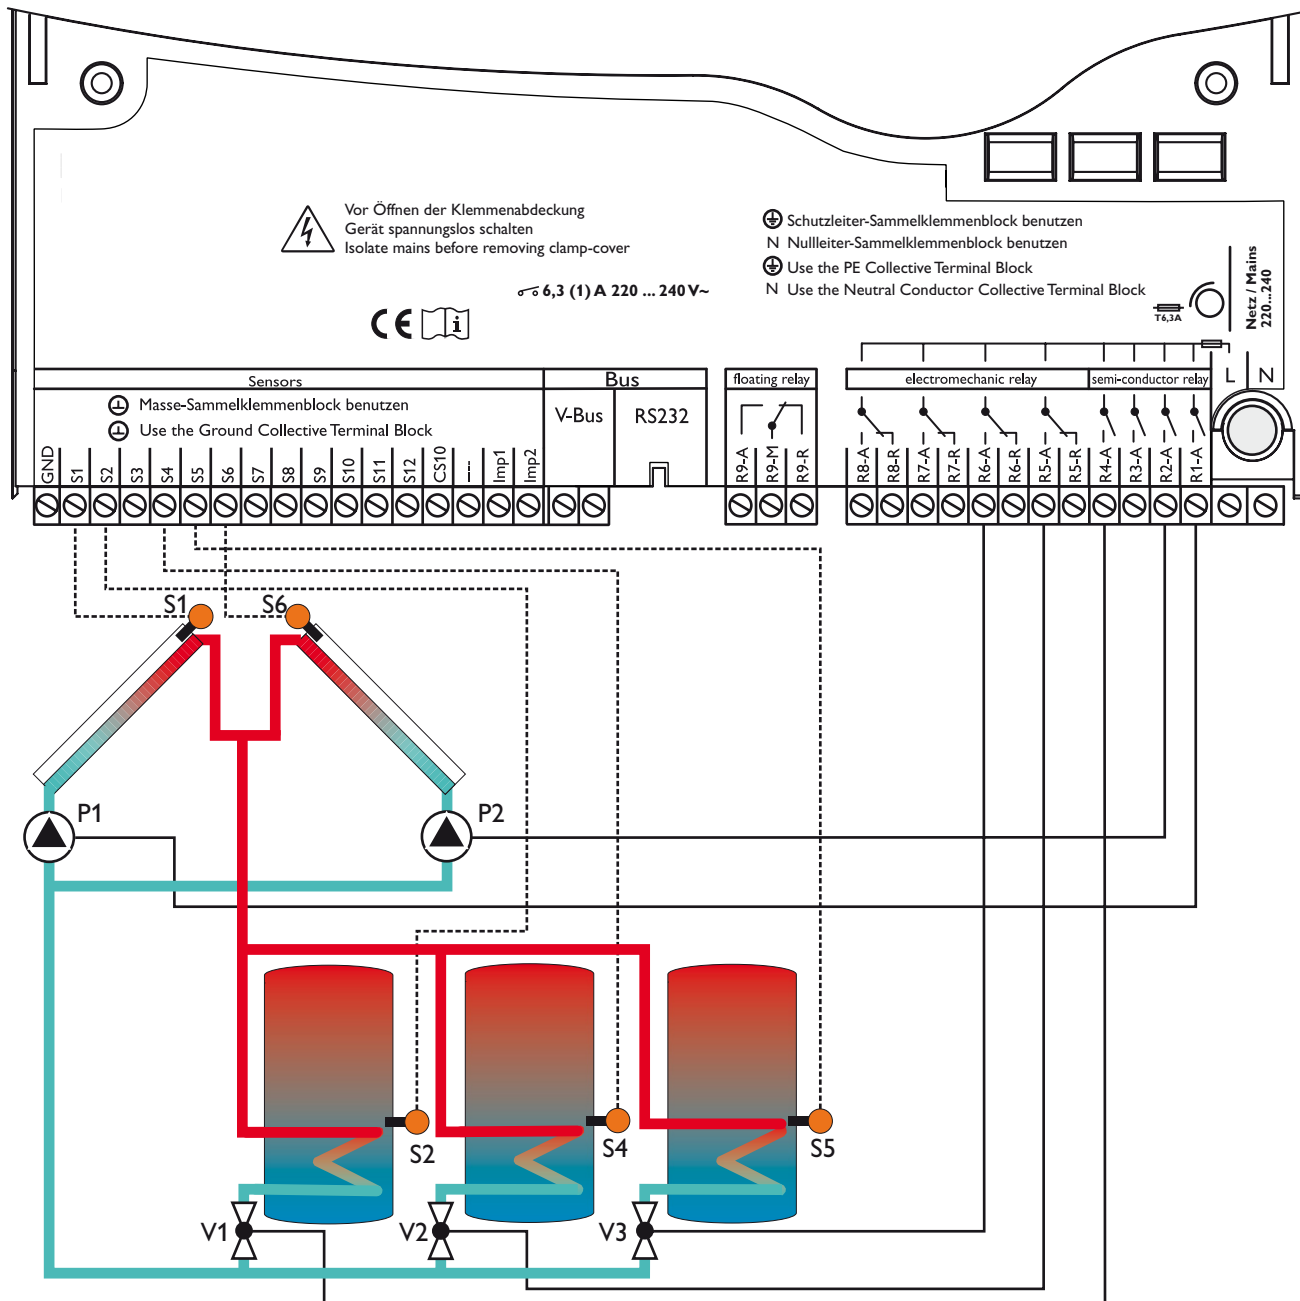 Vor Öffnen der Klemmenabdeckung
Gerät spannungslos schalten
Isolate mains before removing clamp-cover
6,3 (1) A 220 ... 240 V~
CE i
Schutzleiter-Sammelklemmenblock benutzen
N Nullleiter-Sammelklemmenblock benutzen
Use the PE Collective Terminal Block
N Use the Neutral Conductor Collective Terminal Block
T6,3A
Netz / Mains
220...240
L N
Sensors
Masse-Sammelklemmenblock benutzen
Use the Ground Collective Terminal Block
Bus
V-Bus RS232
floating relay
electromechanic relay
semi-conductor relay
GND S1 S2 S3 S4 S5 S6 S7 S8 S9 S10 S11 S12 CS10 --- Imp1 Imp2
R9-A R9-M R9-R
R8-A R8-R R7-A R7-R R6-A R6-R R5-A R5-R R4-A R3-A R2-A R1-A
S1 S6
P1 P2
S2 S4 S5
V1 V2 V3